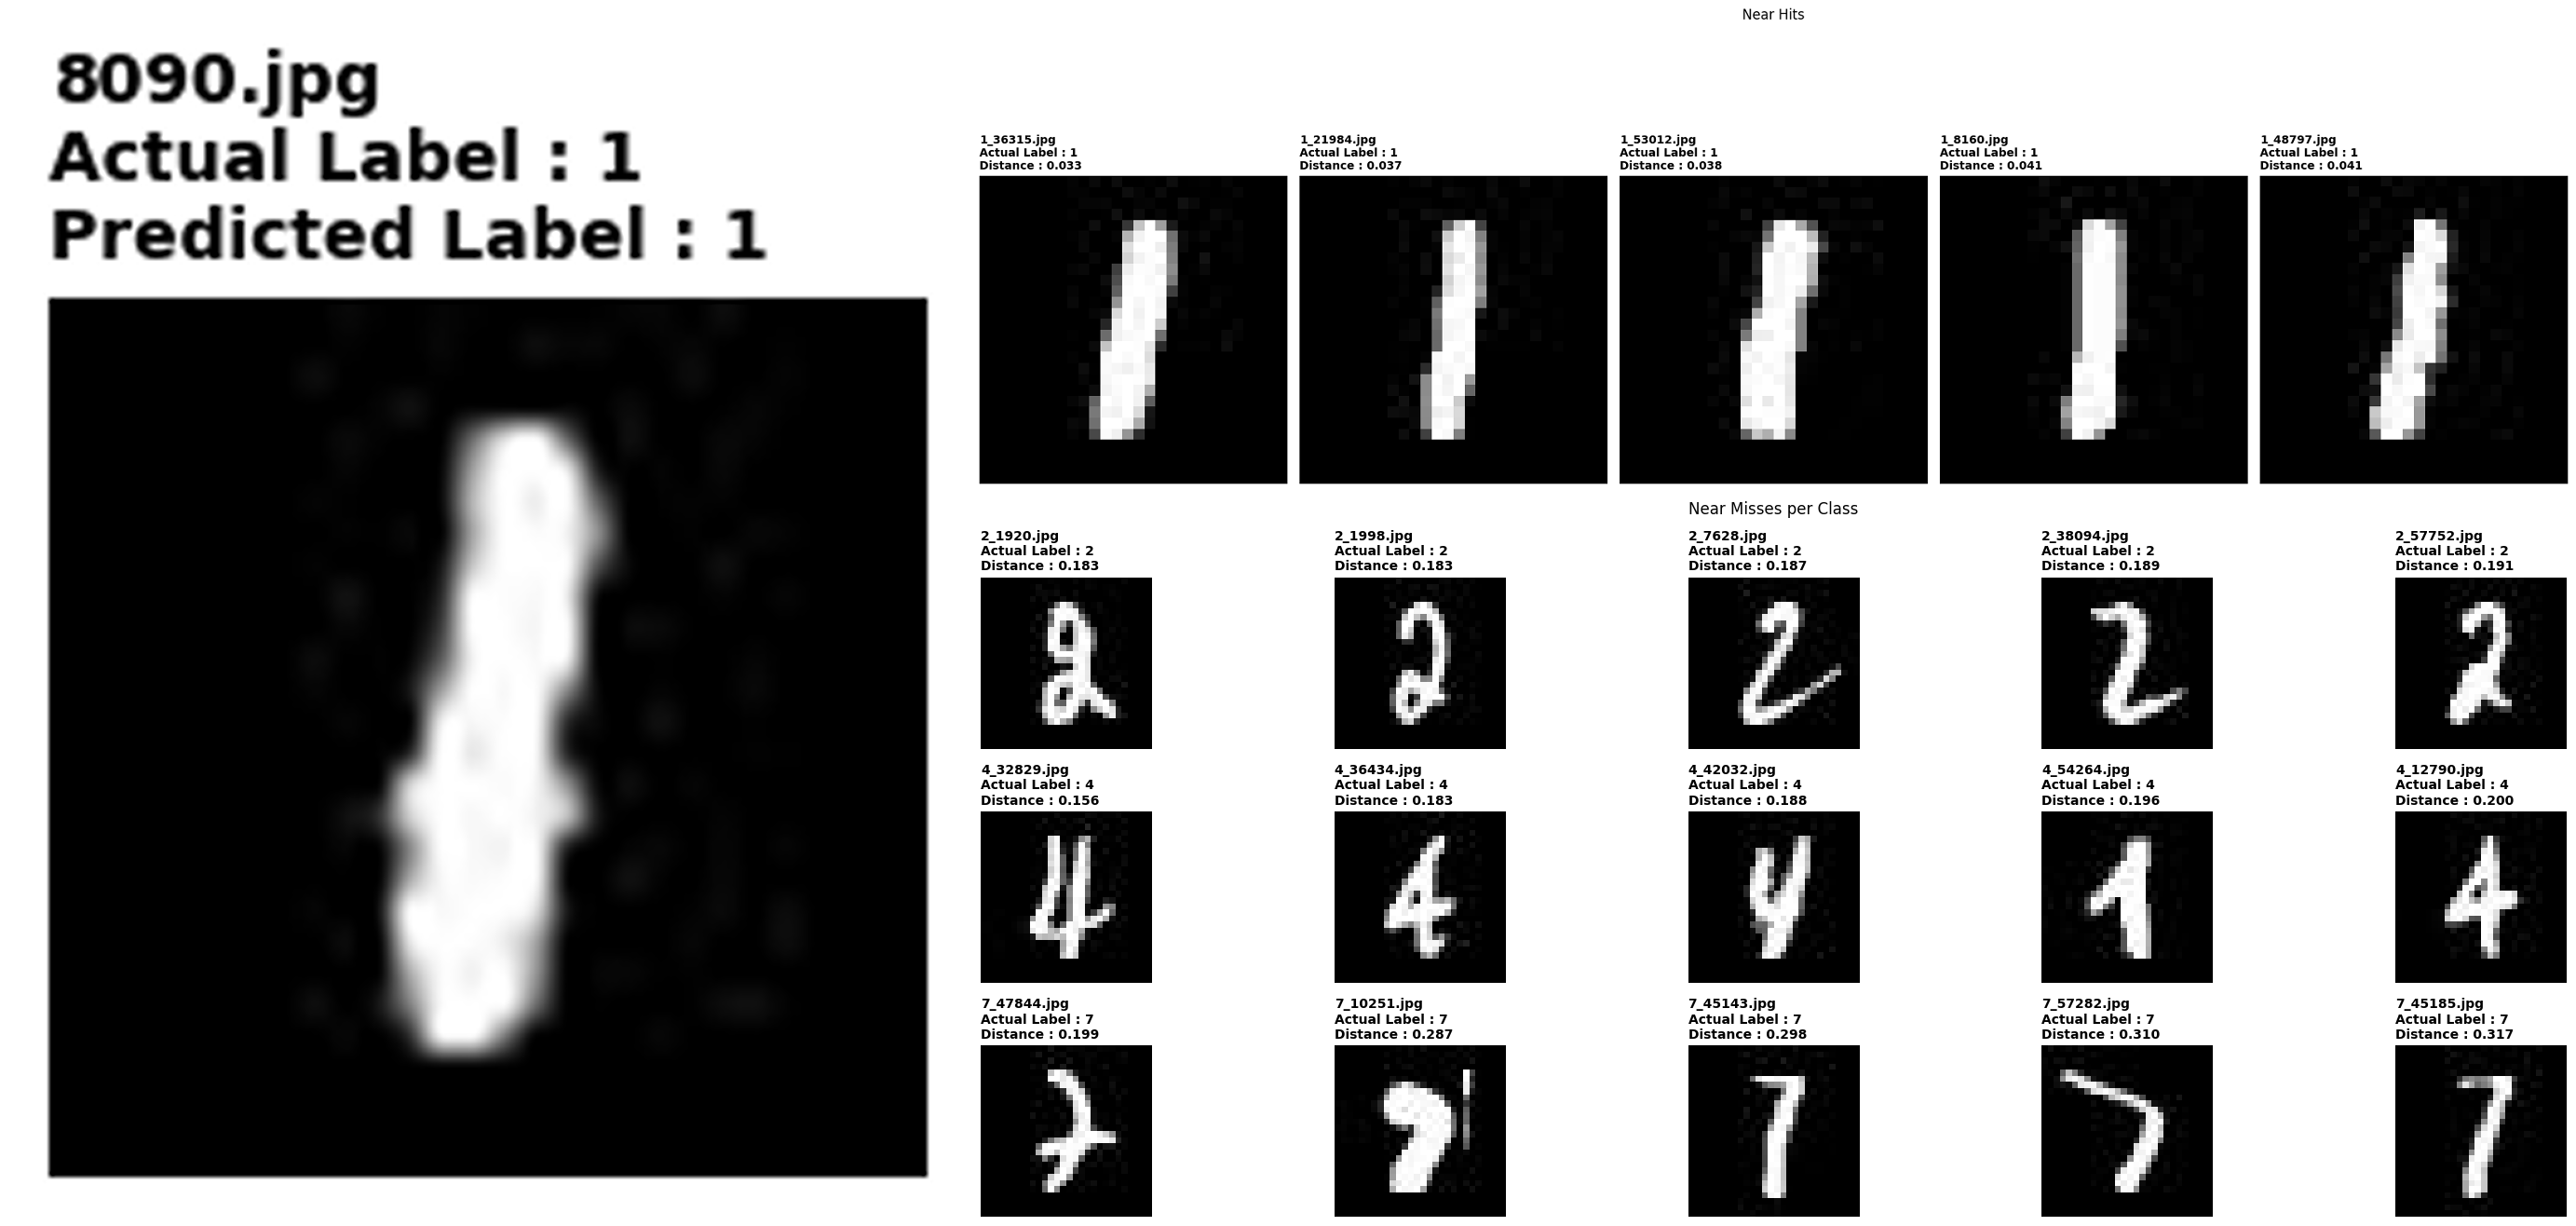 8090.jpg
Actual Label : 1
Predicted Label : 1
Near Hits
1_36315.jpg
Actual Label : 1
Distance : 0.033
1_21984.jpg
Actual Label : 1
Distance : 0.037
1_53012.jpg
Actual Label : 1
Distance : 0.038
1_8160.jpg
Actual Label : 1
Distance : 0.041
1_48797.jpg
Actual Label : 1
Distance : 0.041
Near Misses per Class
2_1920.jpg
Actual Label : 2
Distance : 0.183
2_1998.jpg
Actual Label : 2
Distance : 0.183
2_7628.jpg
Actual Label : 2
Distance : 0.187
2_38094.jpg
Actual Label : 2
Distance : 0.189
2_57752.jpg
Actual Label : 2
Distance : 0.191
4_32829.jpg
Actual Label : 4
Distance : 0.156
4_36434.jpg
Actual Label : 4
Distance : 0.183
4_42032.jpg
Actual Label : 4
Distance : 0.188
4_54264.jpg
Actual Label : 4
Distance : 0.196
4_12790.jpg
Actual Label : 4
Distance : 0.200
7_47844.jpg
Actual Label : 7
Distance : 0.199
7_10251.jpg
Actual Label : 7
Distance : 0.287
7_45143.jpg
Actual Label : 7
Distance : 0.298
7_57282.jpg
Actual Label : 7
Distance : 0.310
7_45185.jpg
Actual Label : 7
Distance : 0.317